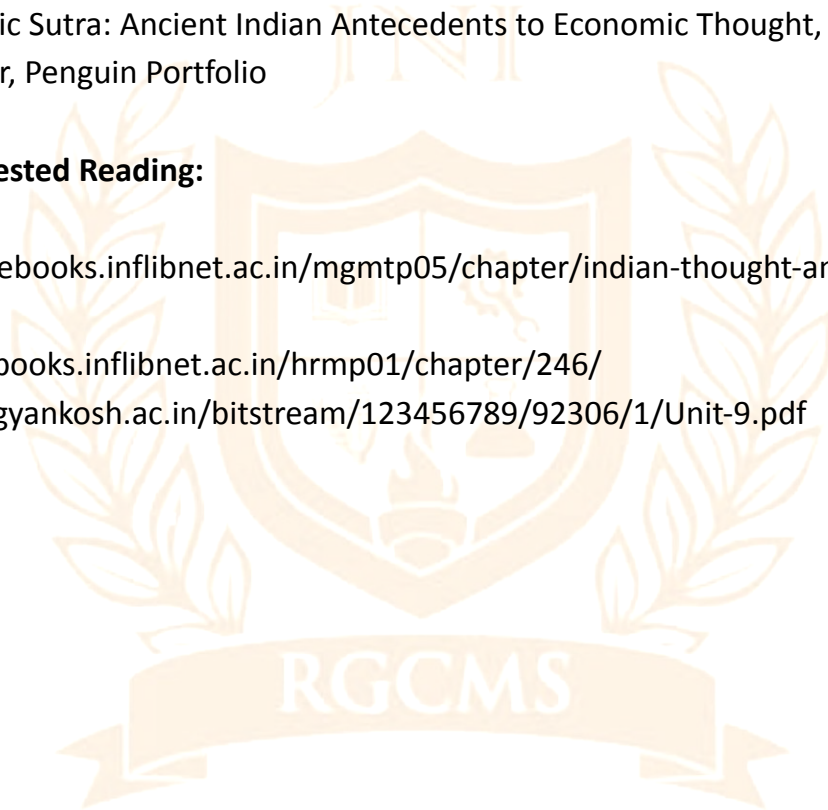 ic Sutra: Ancient Indian Antecedents to Economic Thought,
r, Penguin Portfolio
ested Reading:
ebooks.inflibnet.ac.in/mgmtp05/chapter/indian-thought-ar
books.inflibnet.ac.in/hrmp01/chapter/246/
gyankosh.ac.in/bitstream/123456789/92306/1/Unit-9.pdf
RGCMS